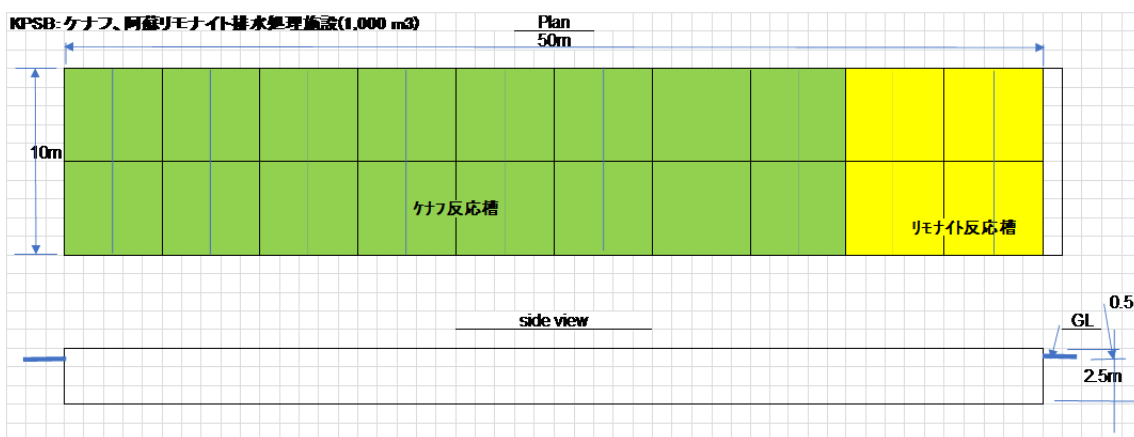 KPSB:ケナフ、阿蘇リモナイト排水処理施設(1,000 m3)
Plan
50m
10m
ケナフ反応槽
リモナイト反応槽
side view
0.5
GL
2.5m